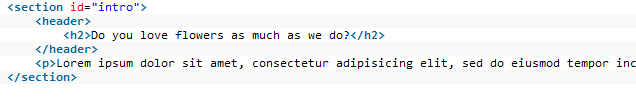 <section id="intro">
<header>
<h2>Do you love flowers as much as we do?</h2>
</header>
<p>Lorem ipsum dolor sit amet, consectetur adipisicing elit, sed do eiusmod tempor inc
</section>